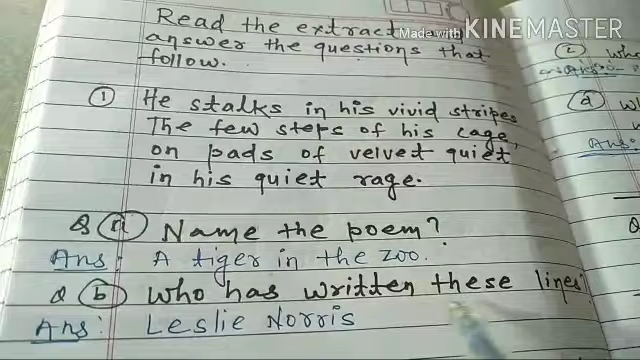 Made with KINEMASTER
Read the extract
answer the questions that
follow.
① He stalks in his vivid stripes
The few steps of his cage,
on pads of velvet quiet
in his quiet rage.
Q (a) Name the poem?
Ans: A tiger in the zoo.
Q (b) Who has written these lines?
Ans: Leslie Norris
(c) Who
(d) W
Ans:
Q